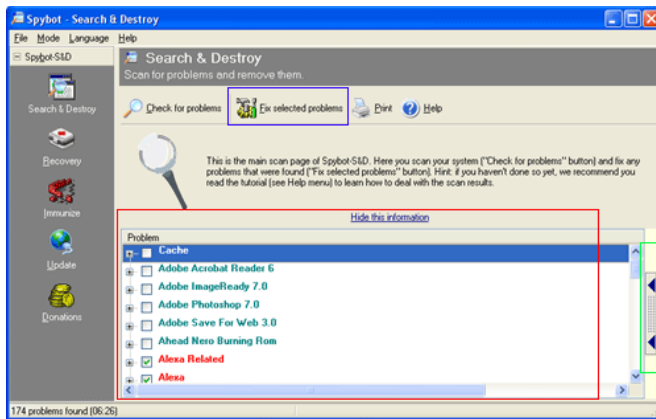 Spybot - Search & Destroy
File Mode Language Help
Spybot-S&D
Search & Destroy
Scan for problems and remove them.
Check for problems Fix selected problems Print Help
Search & Destroy
Recovery
Immunize
Update
Donations
This is the main scan page of Spybot-S&D. Here you scan your system ("Check for problems" button) and fix any
problems that were found ("Fix selected problems" button). Hint: if you haven't done so yet, we recommend you
read the tutorial (see Help menu) to learn how to deal with the scan results.
Hide this information
Problem
Cache
Adobe Acrobat Reader 6
Adobe ImageReady 7.0
Adobe Photoshop 7.0
Adobe Save For Web 3.0
Ahead Nero Burning Rom
Alexa Related
Alexa
174 problems found (06:26)